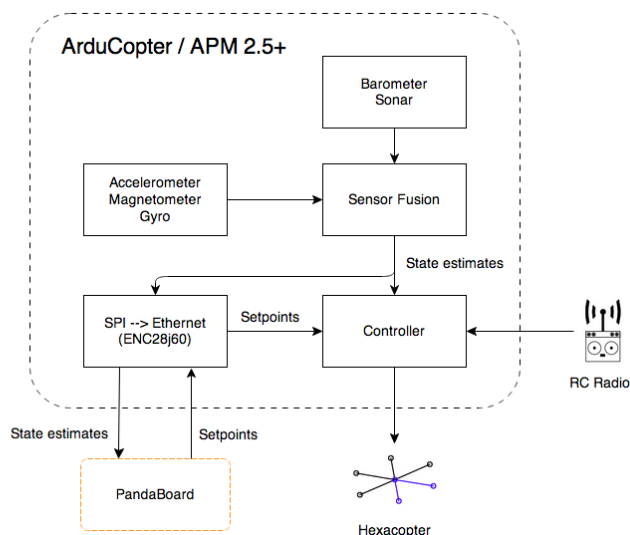 ArduCopter / APM 2.5+
Barometer
Sonar
Accelerometer
Magnetometer
Gyro
Sensor Fusion
State estimates
SPI --> Ethernet
(ENC28j60)
Setpoints
Controller
RC Radio
State estimates
Setpoints
PandaBoard
Hexacopter